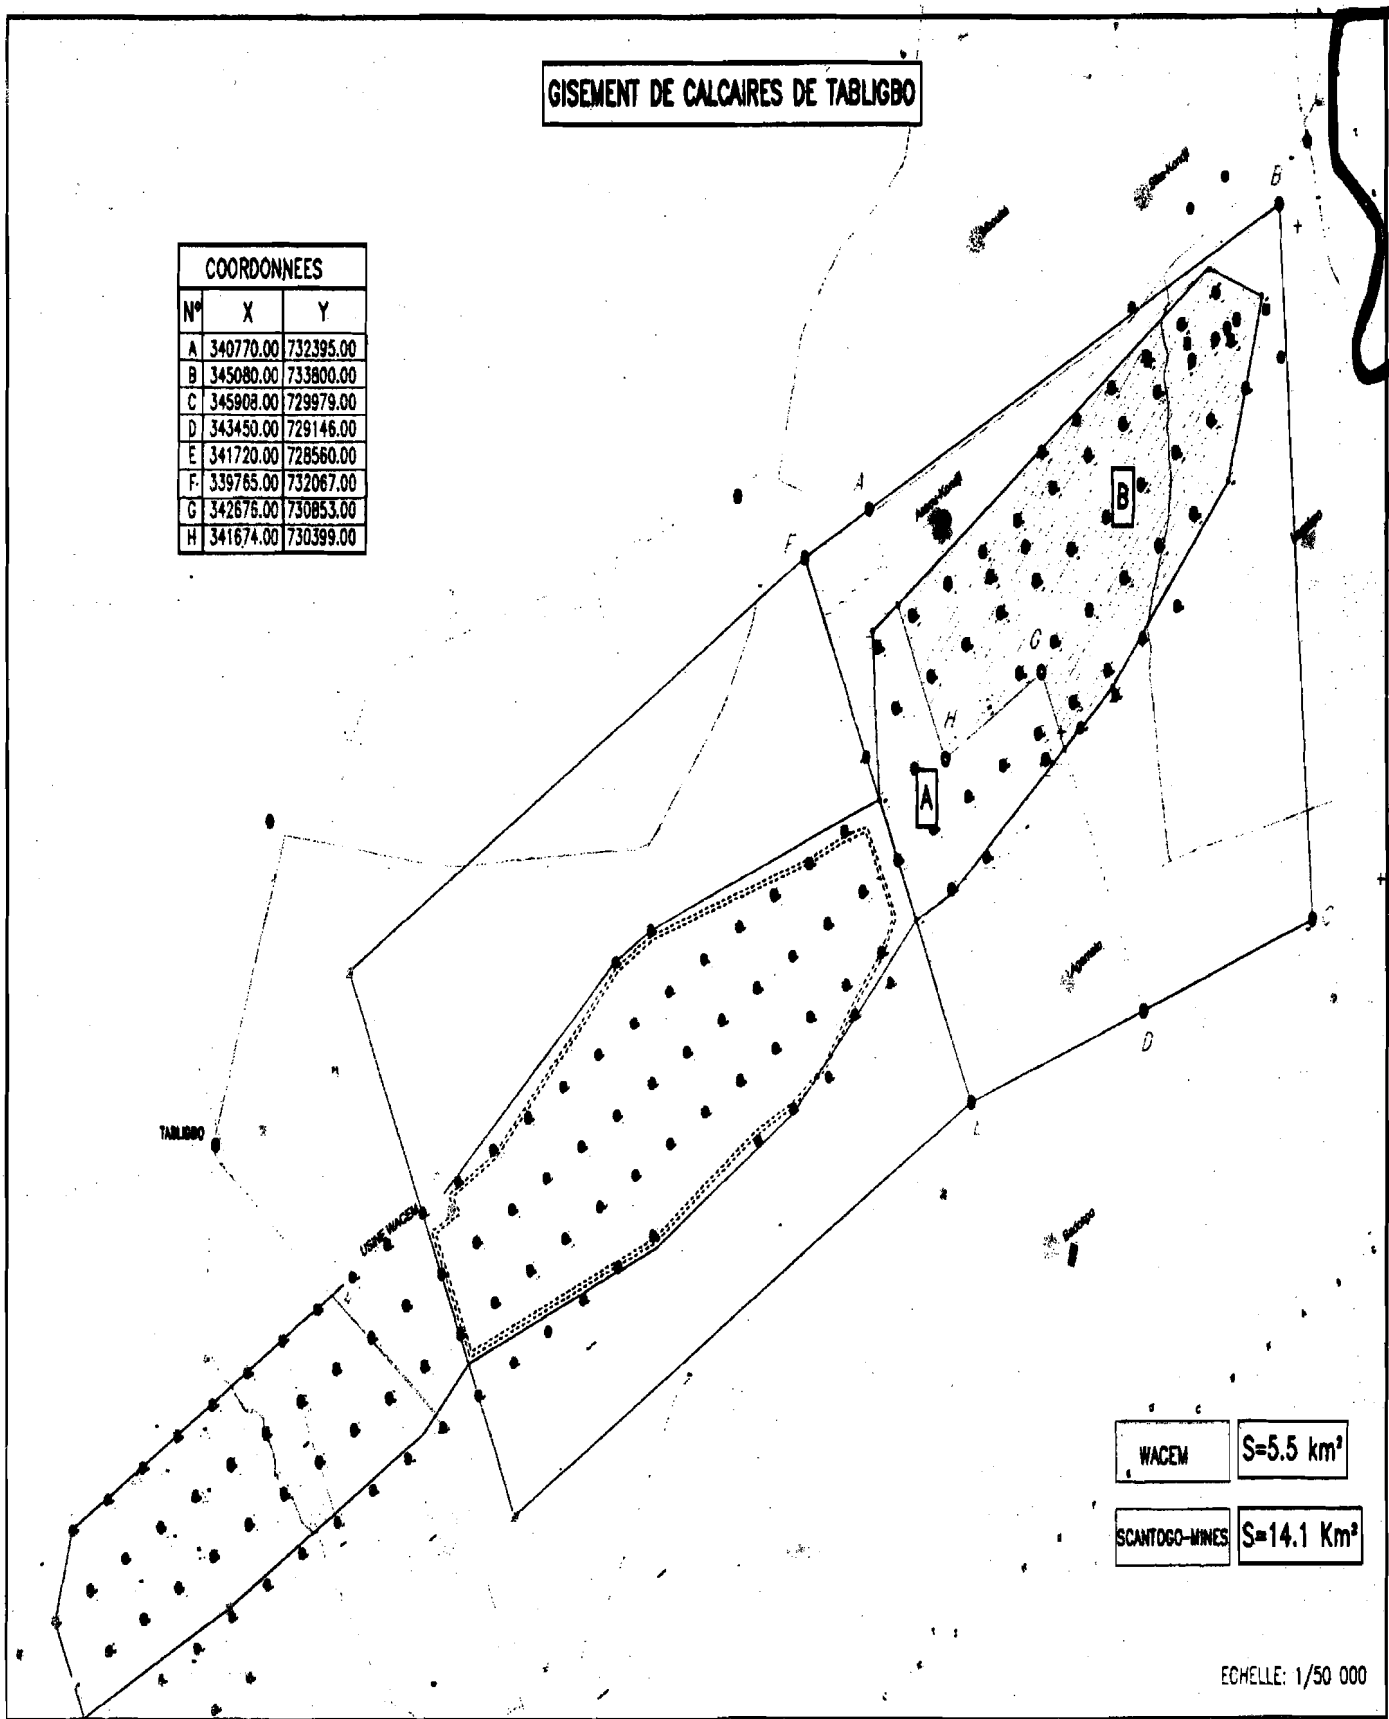 GISEMENT DE CALCAIRES DE TABLIGBO
COORDONNEES
N° X Y
A 340770.00 732395.00
B 345080.00 733800.00
C 345908.00 729979.00
D 343450.00 729146.00
E 341720.00 728560.00
F 339765.00 732067.00
G 342676.00 730853.00
H 341674.00 730399.00
B
A
F
B
G
H
A
C
D
TABLIGBO
USINE WACEM
WACEM S=5.5 km²
SCANTOGO-MINES S=14.1 Km²
ECHELLE: 1/50 000